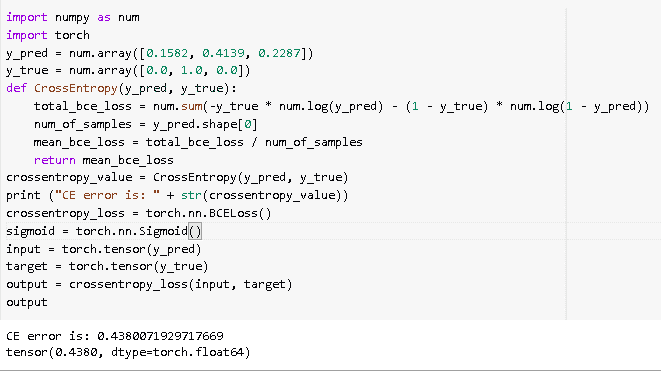 import numpy as num
import torch
y_pred = num.array([0.1582, 0.4139, 0.2287])
y_true = num.array([0.0, 1.0, 0.0])
def CrossEntropy(y_pred, y_true):
    total_bce_loss = num.sum(-y_true * num.log(y_pred) - (1 - y_true) * num.log(1 - y_pred))
    num_of_samples = y_pred.shape[0]
    mean_bce_loss = total_bce_loss / num_of_samples
    return mean_bce_loss
crossentropy_value = CrossEntropy(y_pred, y_true)
print ("CE error is: " + str(crossentropy_value))
crossentropy_loss = torch.nn.BCELoss()
sigmoid = torch.nn.Sigmoid()
input = torch.tensor(y_pred)
target = torch.tensor(y_true)
output = crossentropy_loss(input, target)
output
CE error is: 0.4380071929717669
tensor(0.4380, dtype=torch.float64)